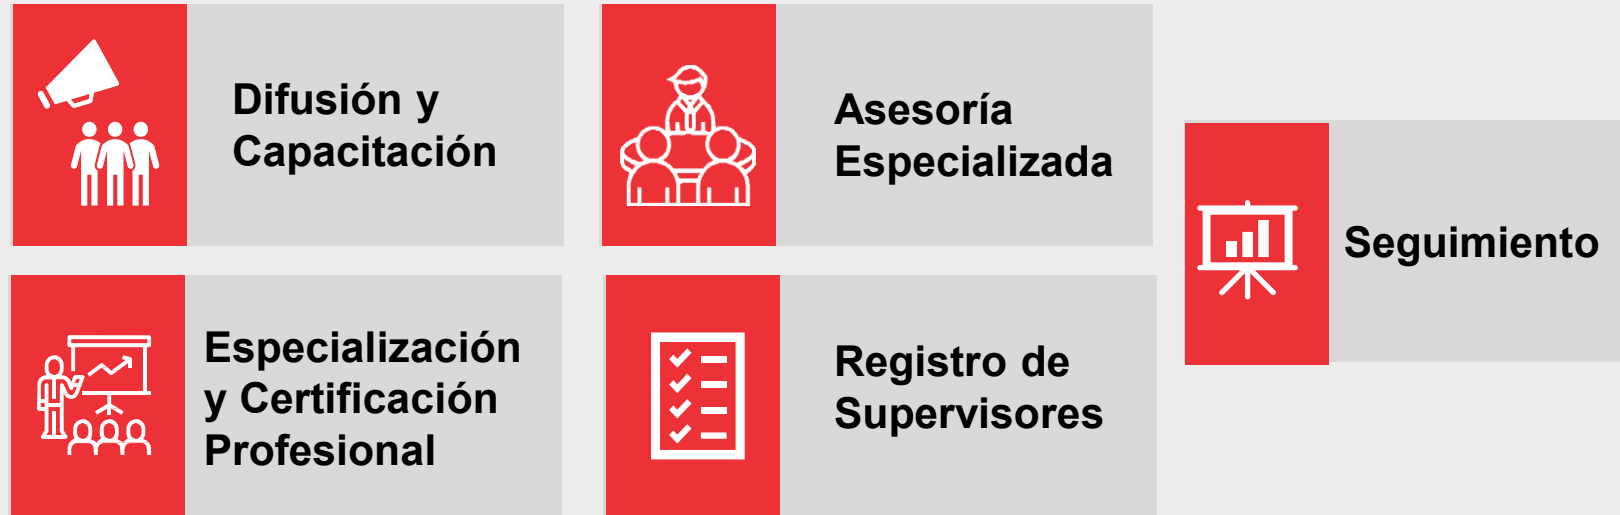 Difusión y
Capacitación
Asesoría
Especializada
Seguimiento
Especialización
y Certificación
Profesional
Registro de
Supervisores